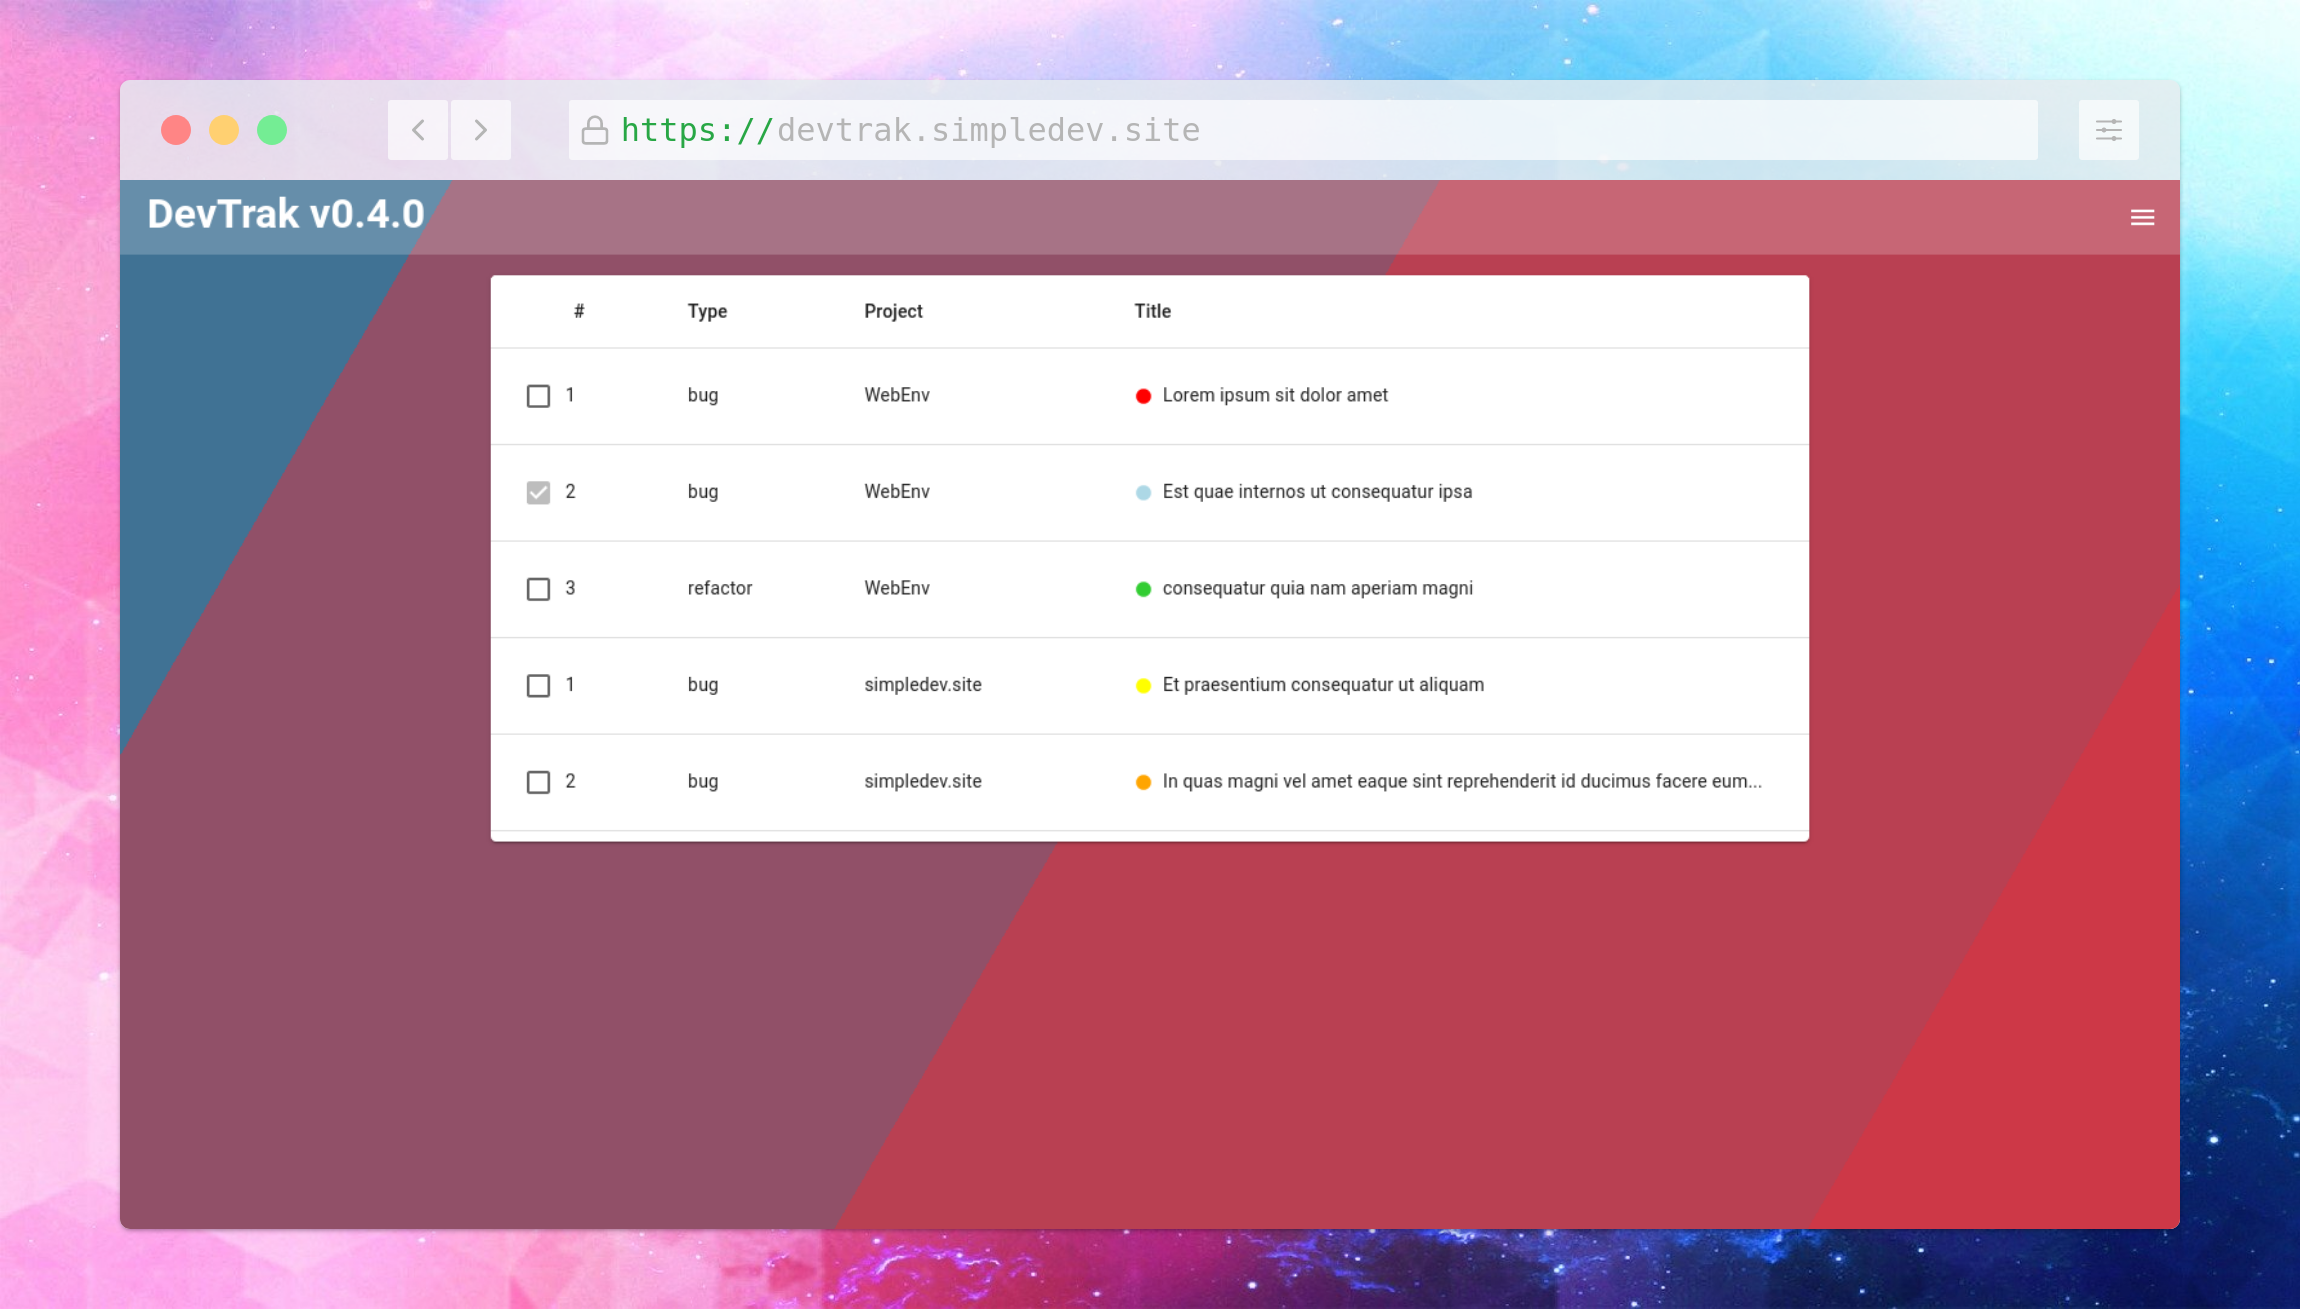 https://devtrak.simpledev.site
DevTrak v0.4.0
# Type Project Title
1 bug WebEnv Lorem ipsum sit dolor amet
2 bug WebEnv Est quae internos ut consequatur ipsa
3 refactor WebEnv consequatur quia nam aperiam magni
1 bug simpledev.site Et praesentium consequatur ut aliquam
2 bug simpledev.site In quas magni vel amet eaque sint reprehenderit id ducimus facere eum...